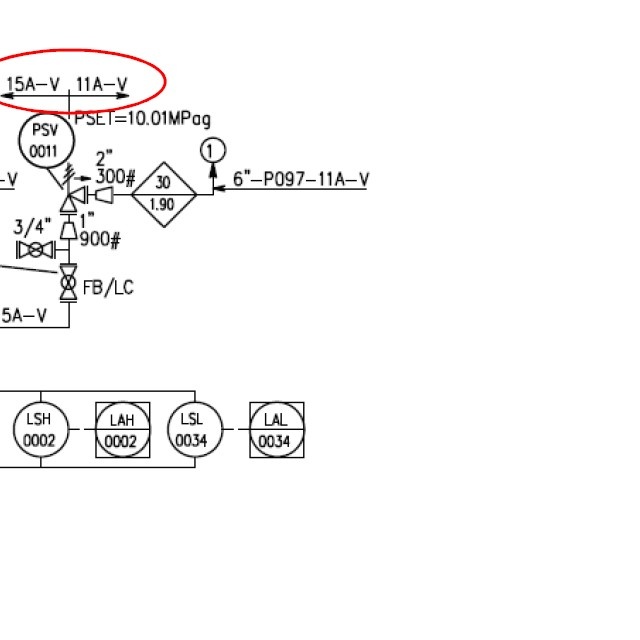 15A-V 11A-V
PSET=10.01MPag
PSV
0011
1
2"
300#
30
1.90
6"-P097-11A-V
-V
1"
900#
3/4"
FB/LC
5A-V
LSH
0002
LAH
0002
LSL
0034
LAL
0034